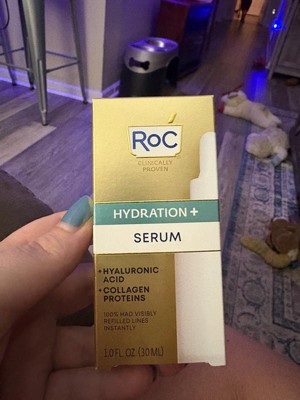 RoC
CLINICALLY
PROVEN
HYDRATION +
SERUM
• HYALURONIC
ACID
• COLLAGEN
PROTEINS
100% HAD VISIBLY
REFILLED LINES
INSTANTLY
1.0 FL. OZ. (30 ML)